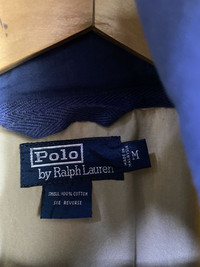 Polo
by Ralph Lauren
M
SHELL-100% COTTON
SEE REVERSE